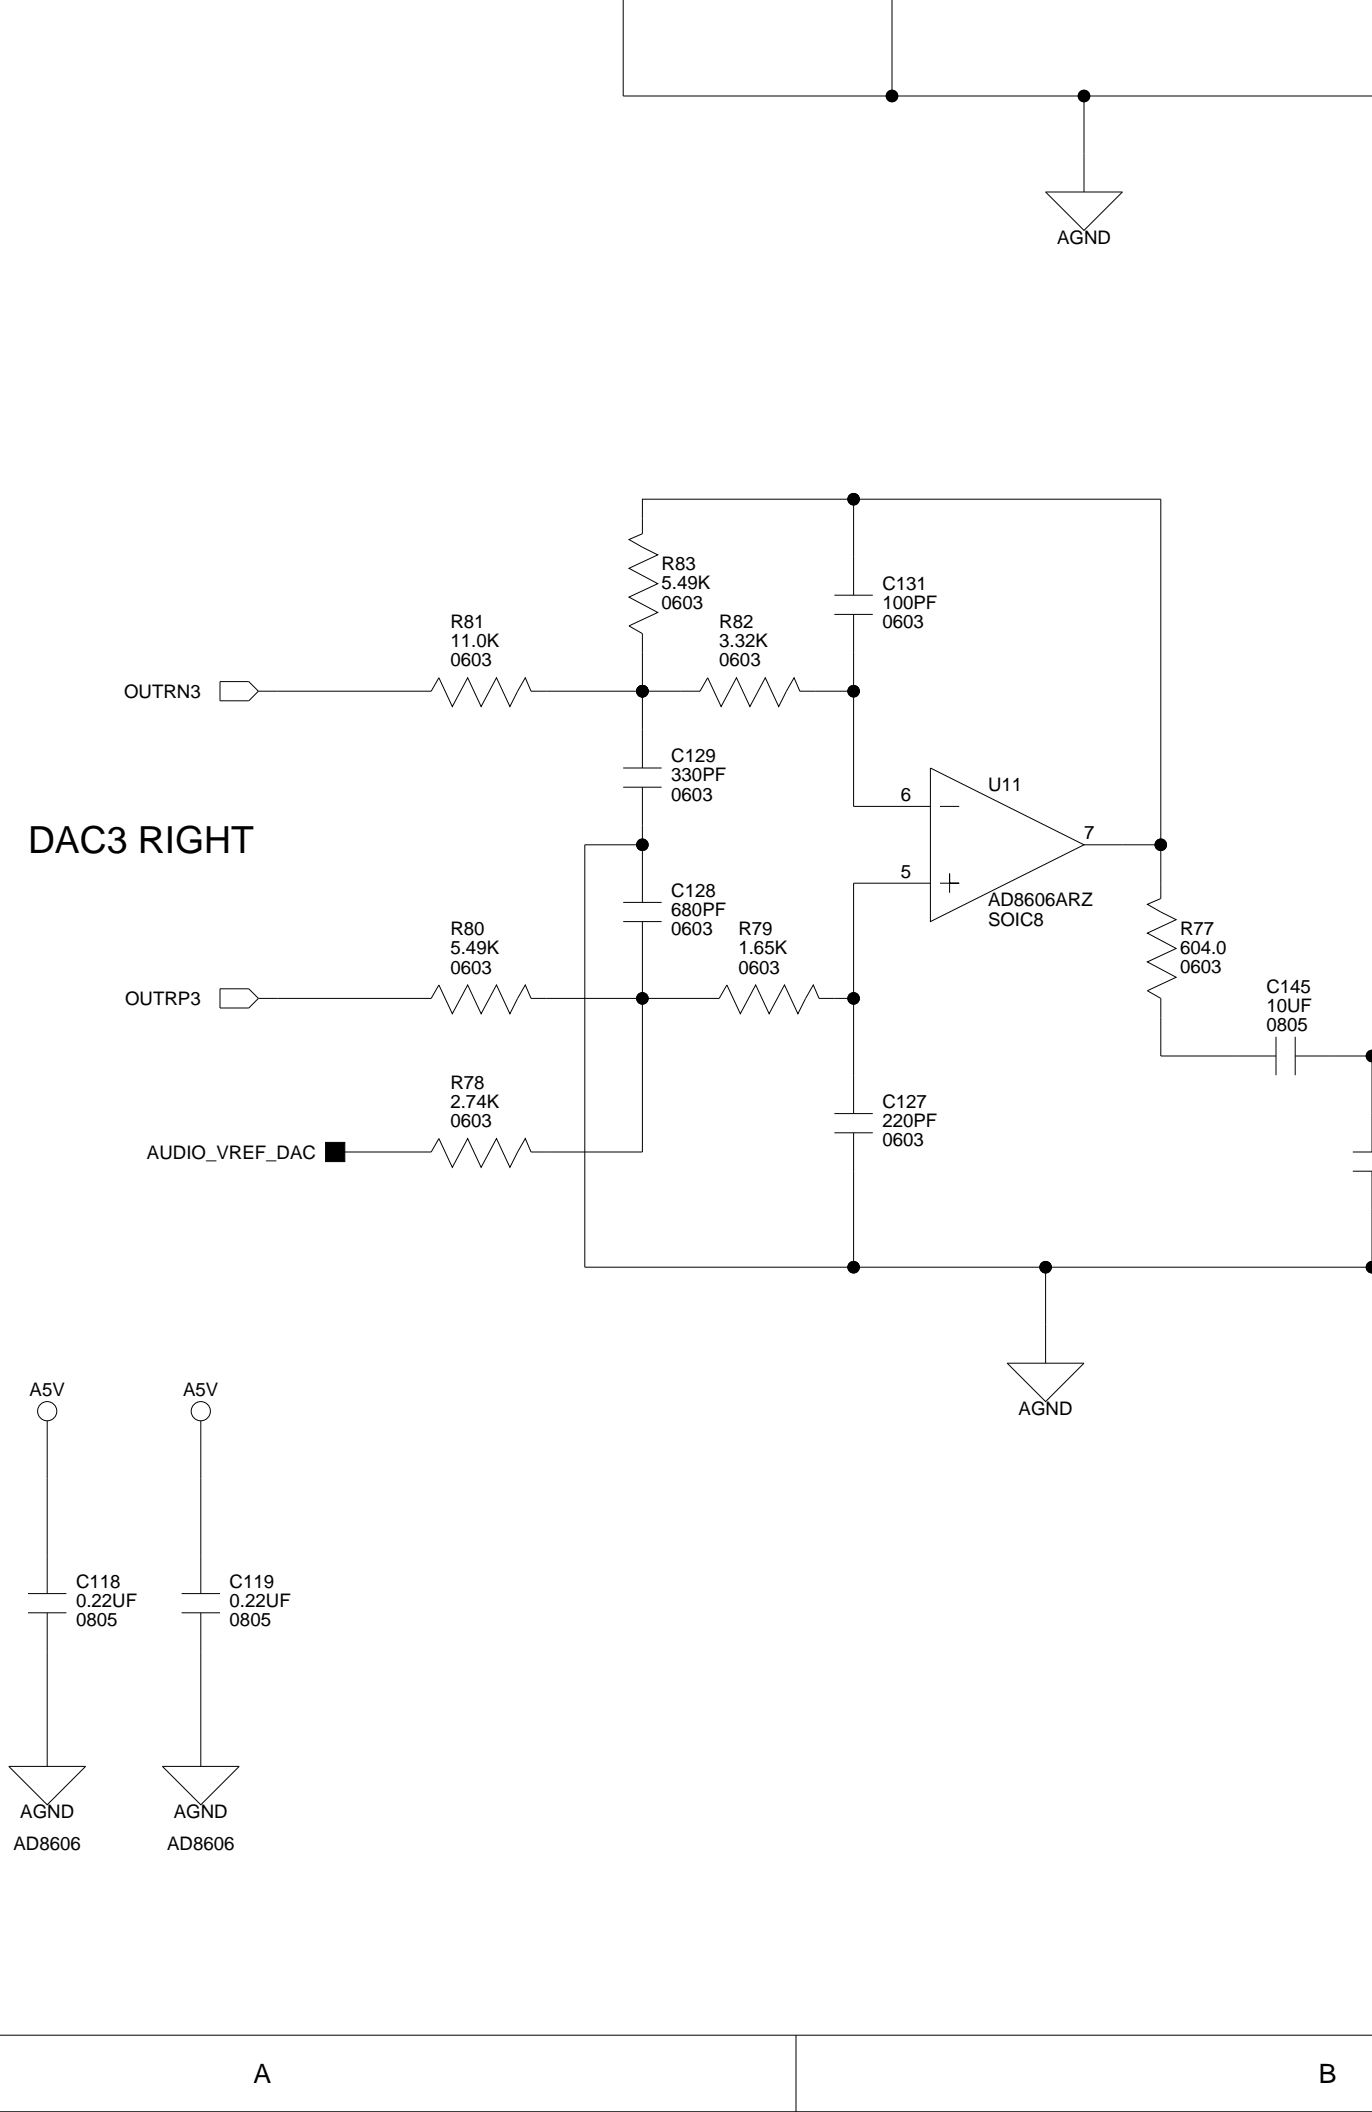 AGND
R83
5.49K
0603
C131
100PF
0603
R81
11.0K
0603
R82
3.32K
0603
OUTRN3
C129
330PF
0603
6
U11
7
DAC3 RIGHT
5
C128
680PF
0603
AD8606ARZ
SOIC8
R80
5.49K
0603
R79
1.65K
0603
R77
604.0
0603
OUTRP3
C145
10UF
0805
R78
2.74K
0603
C127
220PF
0603
AUDIO_VREF_DAC
A5V
A5V
AGND
C118
0.22UF
0805
C119
0.22UF
0805
AGND
AGND
AD8606
AD8606
A
B